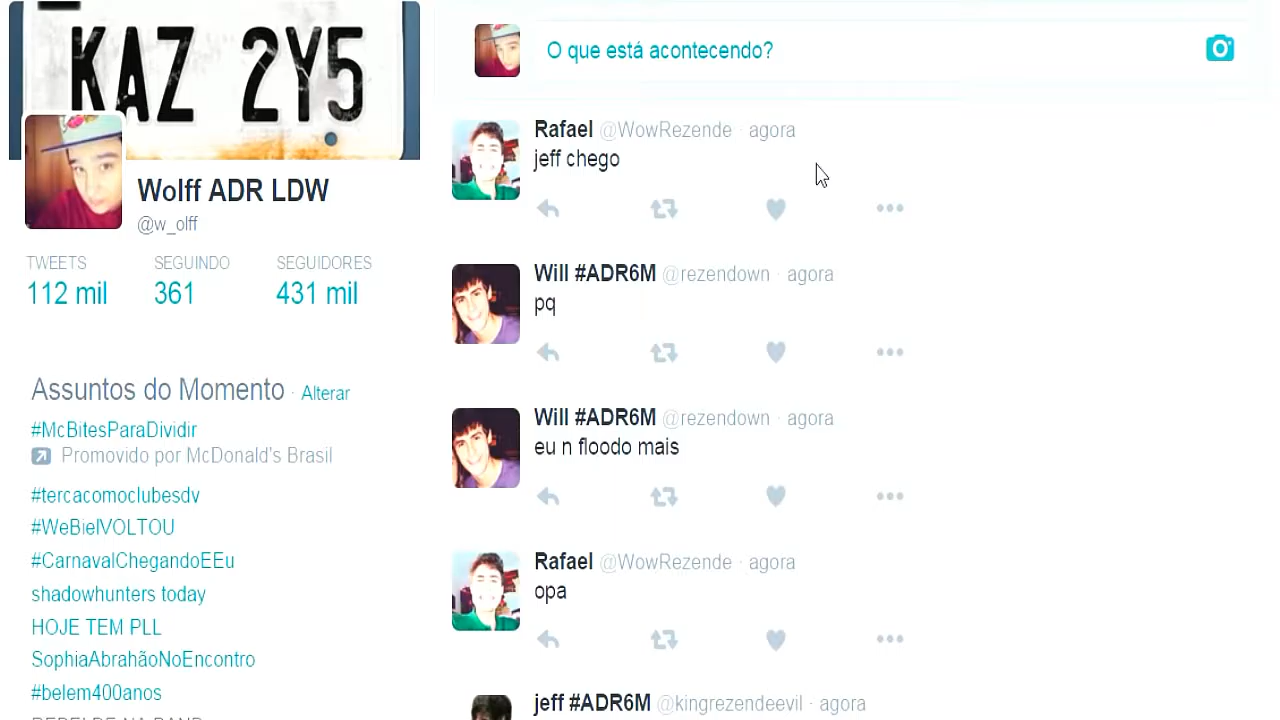 KAZ 2Y5
Wolff ADR LDW
@w_olff
TWEETS SEGUINDO SEGUIDORES
112 mil 361 431 mil
Assuntos do Momento · Alterar
#McBitesParaDividir
Promovido por McDonald's Brasil
#tercacomoclubesdv
#WeBielVOLTOU
#CarnavalChegandoEEu
shadowhunters today
HOJE TEM PLL
SophiaAbrahãoNoEncontro
#belem400anos
O que está acontecendo?
Rafael @WowRezende · agora
jeff chego
Will #ADR6M @rezendown · agora
pq
Will #ADR6M @rezendown · agora
eu n floodo mais
Rafael @WowRezende · agora
opa
jeff #ADR6M @kingrezendeevil · agora